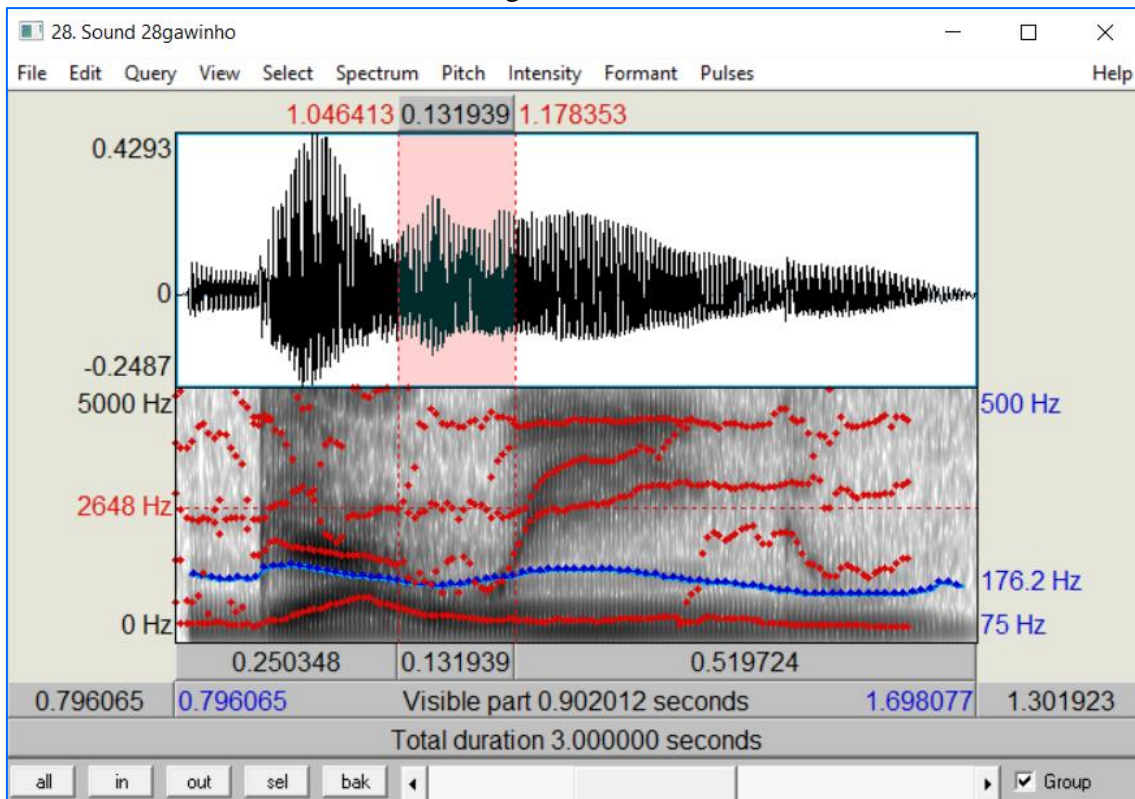 28. Sound 28gawinho
File Edit Query View Select Spectrum Pitch Intensity Formant Pulses Help
1.046413 0.131939 1.178353
0.4293
0
-0.2487
5000 Hz 500 Hz
2648 Hz
176.2 Hz
0 Hz 75 Hz
0.250348 0.131939 0.519724
0.796065 0.796065 Visible part 0.902012 seconds 1.698077 1.301923
Total duration 3.000000 seconds
all in out sel bak Group